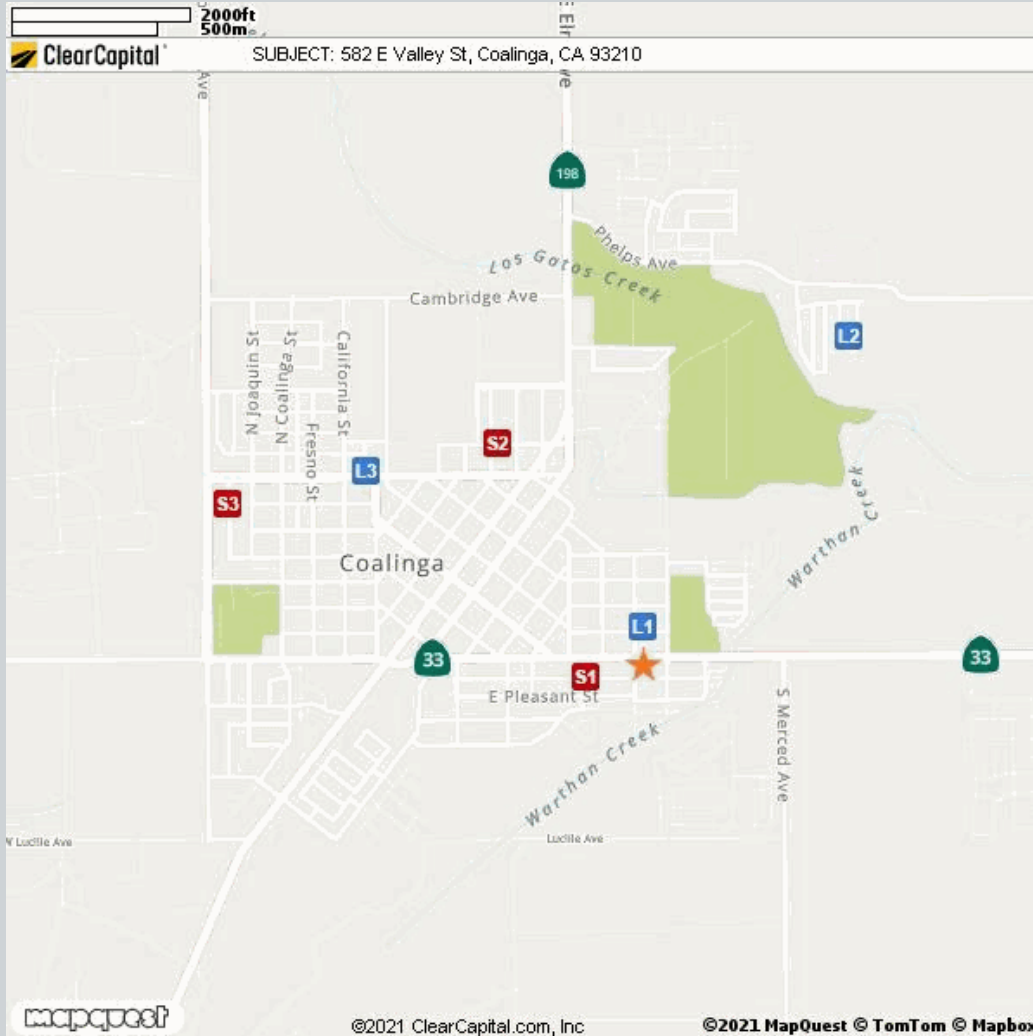 2000ft
500m
ClearCapital
SUBJECT: 582 E Valley St, Coalinga, CA 93210
Ave
198
Phelps Ave
Los Gatos Creek
Cambridge Ave
N Joaquin St
N Coalinga St
California St
Fresno St
L2
S2
L3
S3
Coalinga
Warthan Creek
L1
33
S1
33
E Pleasant St
S Merced Ave
Warthan Creek
W Lucille Ave
Lucille Ave
mapquest
©2021 ClearCapital.com, Inc
©2021 MapQuest © TomTom © Mapbox